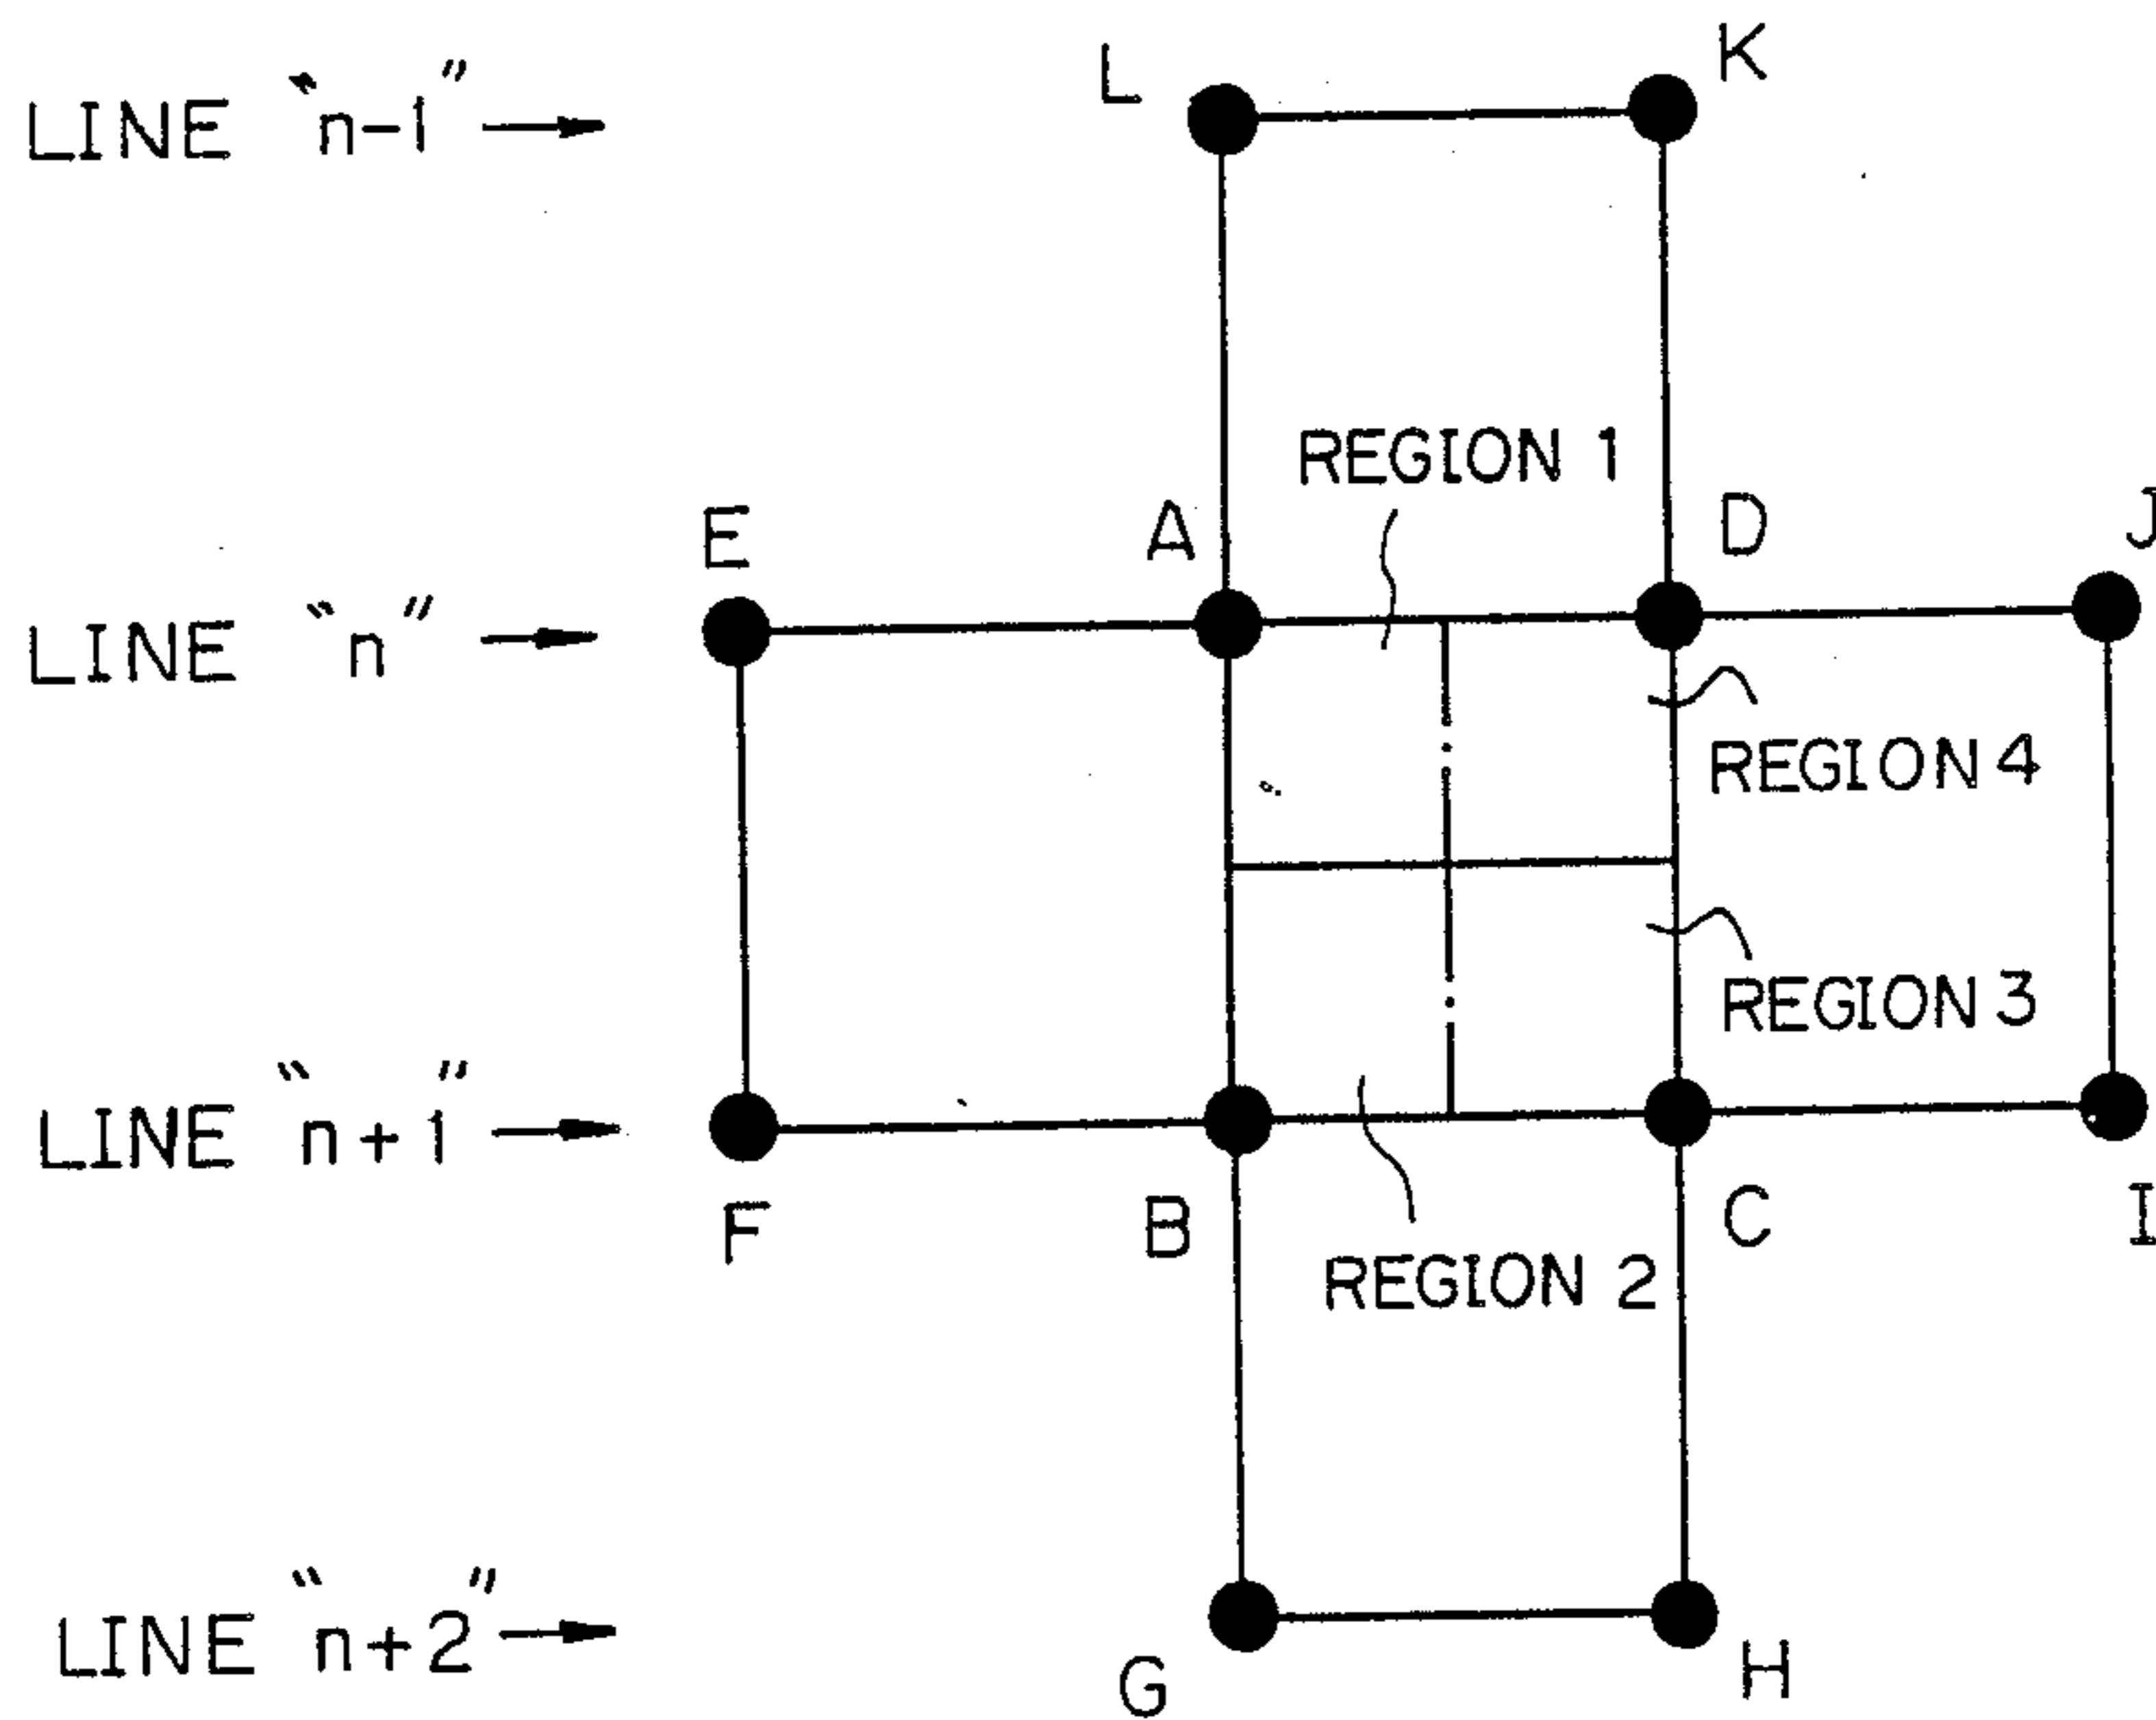 L K
LINE “n-1”
REGION 1
E A D J
LINE “n”
REGION 4
REGION 3
LINE “n+1”
F B C I
REGION 2
LINE “n+2”
G H